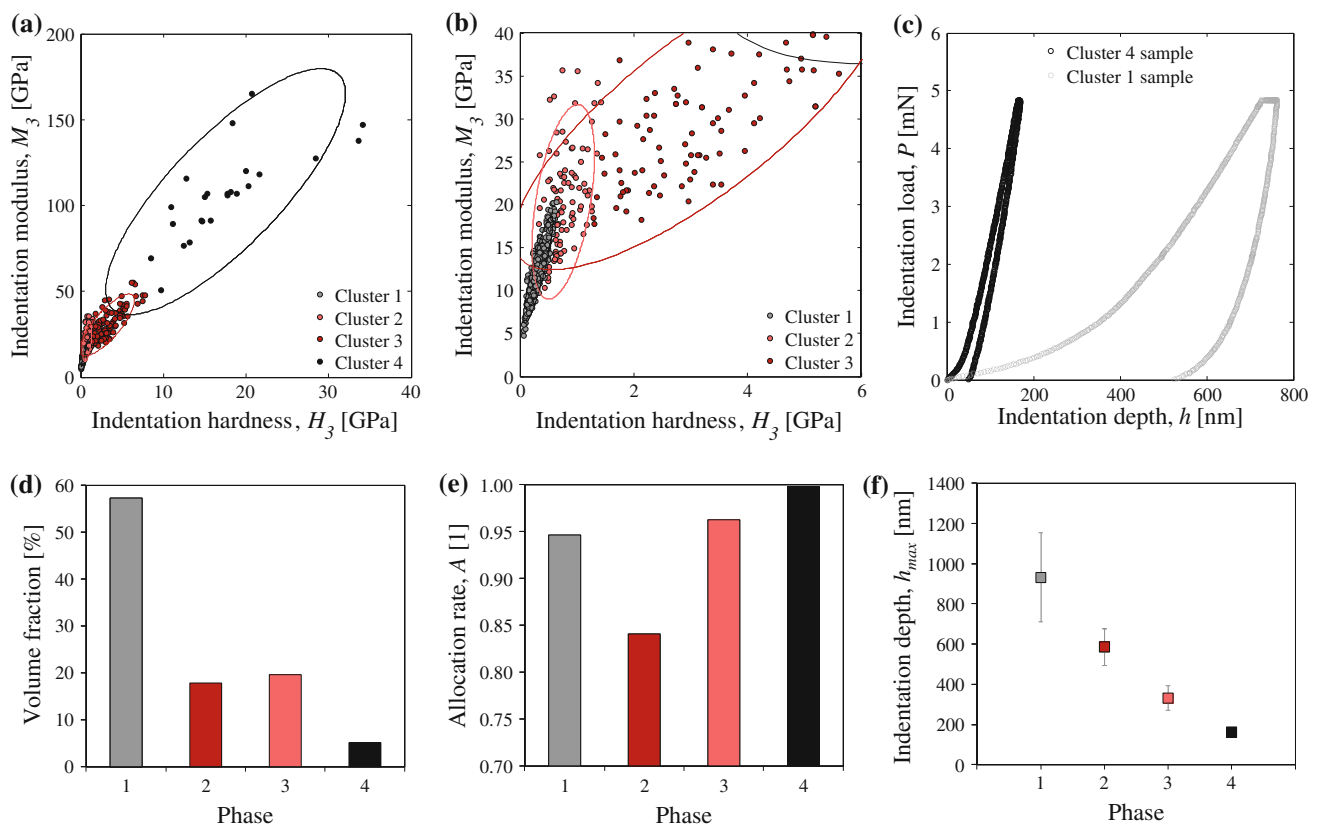 (a)
200
150
100
50
0
0 10 20 30 40
Indentation modulus, M3 [GPa]
Indentation hardness, H3 [GPa]
Cluster 1
Cluster 2
Cluster 3
Cluster 4
(b)
40
35
30
25
20
15
10
5
0
0 2 4 6
Indentation modulus, M3 [GPa]
Indentation hardness, H3 [GPa]
Cluster 1
Cluster 2
Cluster 3
(c)
6
5
4
3
2
1
0
0 200 400 600 800
Indentation load, P [mN]
Indentation depth, h [nm]
Cluster 4 sample
Cluster 1 sample
(d)
60
50
40
30
20
10
0
1 2 3 4
Volume fraction [%]
Phase
(e)
1.00
0.95
0.90
0.85
0.80
0.75
0.70
1 2 3 4
Allocation rate, A [1]
Phase
(f)
1400
1200
1000
800
600
400
200
0
1 2 3 4
Indentation depth, hmax [nm]
Phase